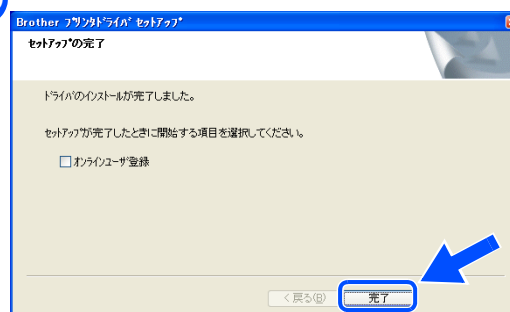 Brother ﾌﾟﾘﾝﾀﾄﾞﾗｲﾊﾞ ｾｯﾄｱｯﾌﾟ
ｾｯﾄｱｯﾌﾟの完了
ﾄﾞﾗｲﾊﾞのｲﾝｽﾄｰﾙが完了しました。
ｾｯﾄｱｯﾌﾟが完了したときに開始する項目を選択してください。
ｵﾝﾗｲﾝﾕｰｻﾞ登録
< 戻る(B)
完了